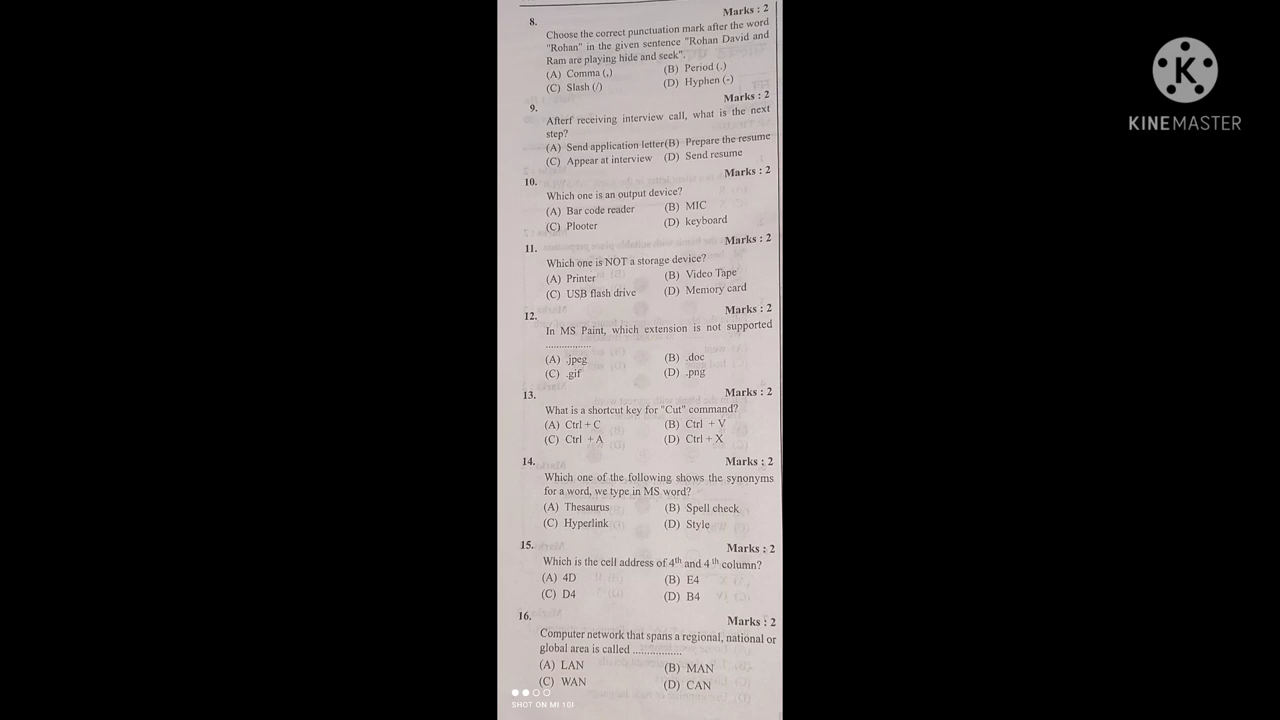 8.
Marks : 2
Choose the correct punctuation mark after the word
"Rohan" in the given sentence "Rohan David and
Ram are playing hide and seek".
(A) Comma (,) (B) Period (.)
(C) Slash (/) (D) Hyphen (-)
9.
Marks : 2
Afterf receiving interview call, what is the next
step?
(A) Send application letter(B) Prepare the resume
(C) Appear at interview (D) Send resume
10.
Marks : 2
Which one is an output device?
(A) Bar code reader (B) MIC
(C) Plooter (D) keyboard
11.
Marks : 2
Which one is NOT a storage device?
(A) Printer (B) Video Tape
(C) USB flash drive (D) Memory card
12.
Marks : 2
In MS Paint, which extension is not supported
................
(A) .jpeg (B) .doc
(C) .gif (D) .png
13.
Marks : 2
What is a shortcut key for "Cut" command?
(A) Ctrl + C (B) Ctrl + V
(C) Ctrl + A (D) Ctrl + X
14.
Marks : 2
Which one of the following shows the synonyms
for a word, we type in MS word?
(A) Thesaurus (B) Spell check
(C) Hyperlink (D) Style
15.
Marks : 2
Which is the cell address of 4th and 4 th column?
(A) 4D (B) E4
(C) D4 (D) B4
16.
Marks : 2
Computer network that spans a regional, national or
global area is called ................
(A) LAN (B) MAN
(C) WAN (D) CAN
SHOT ON MI 10I
KINEMASTER